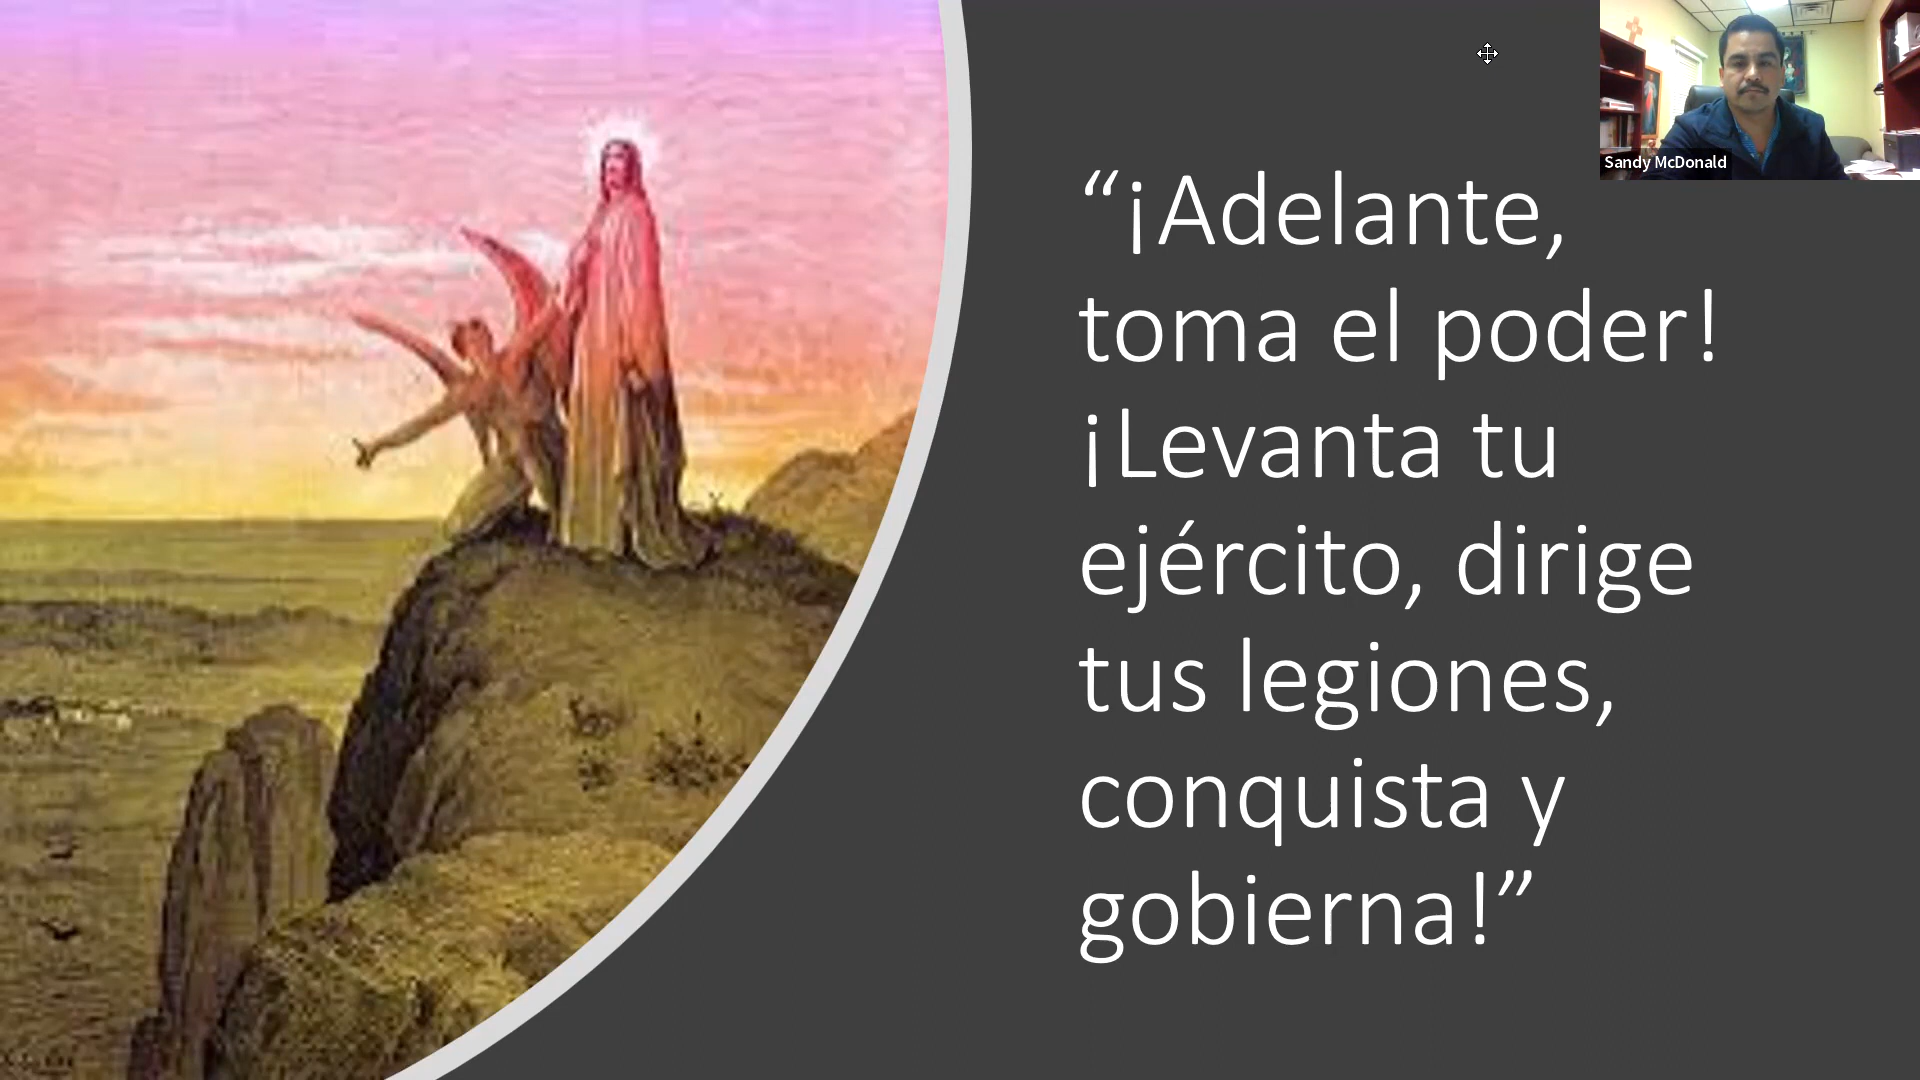 Sandy McDonald
“¡Adelante,
toma el poder!
¡Levanta tu
ejército, dirige
tus legiones,
conquista y
gobierna!”